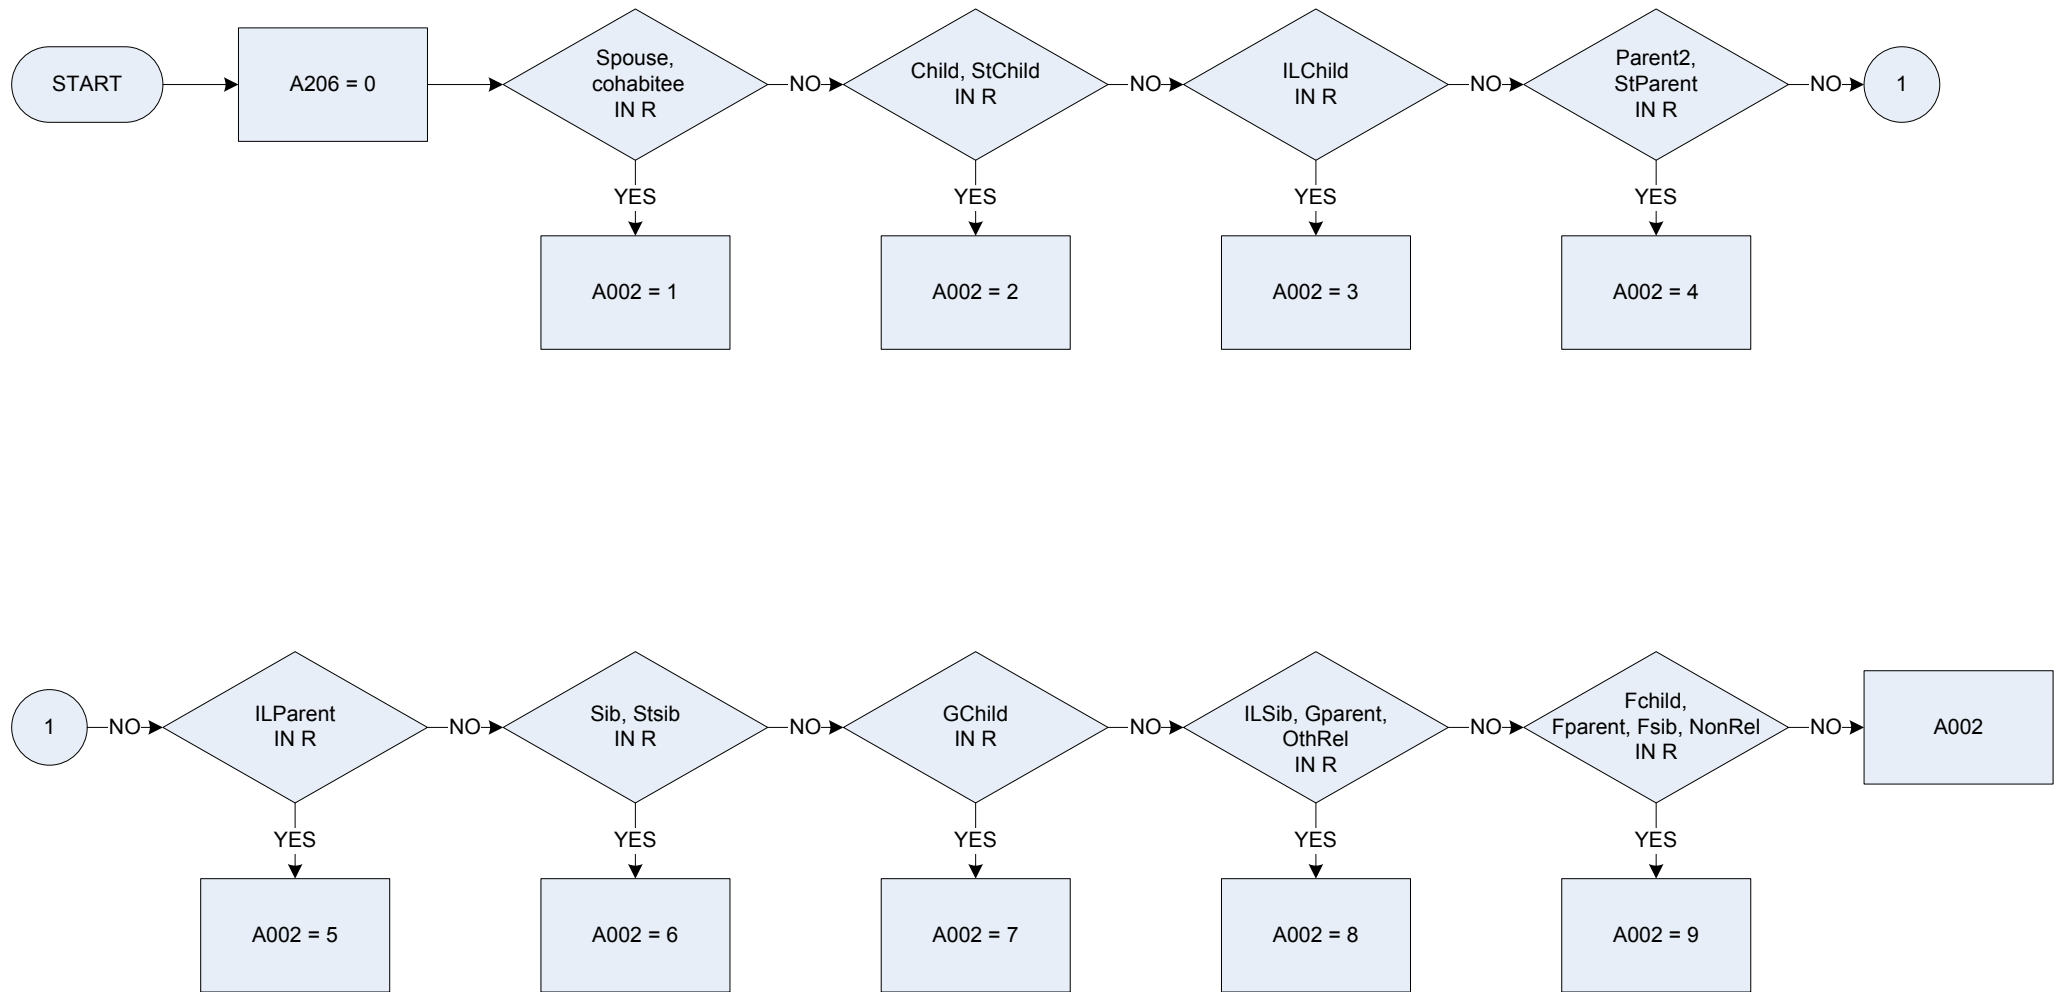 START
A206 = 0
Spouse,
cohabitee
IN R
NO
Child, StChild
IN R
NO
ILChild
IN R
NO
Parent2,
StParent
IN R
NO
1
YES
YES
YES
YES
A002 = 1
A002 = 2
A002 = 3
A002 = 4
1
NO
ILParent
IN R
NO
Sib, Stsib
IN R
NO
GChild
IN R
NO
ILSib, Gparent,
OthRel
IN R
NO
Fchild,
Fparent, Fsib, NonRel
IN R
NO
A002
YES
YES
YES
YES
YES
A002 = 5
A002 = 6
A002 = 7
A002 = 8
A002 = 9